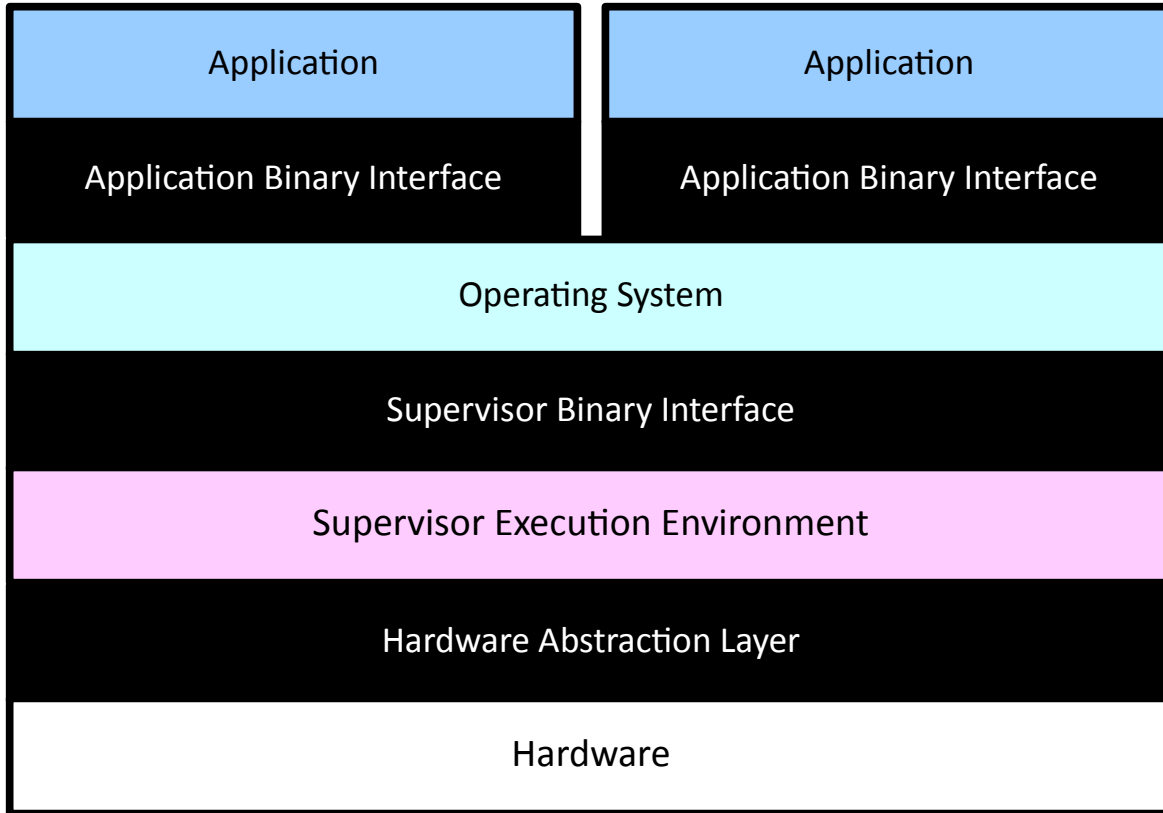 Application
Application
Application Binary Interface
Application Binary Interface
Operating System
Supervisor Binary Interface
Supervisor Execution Environment
Hardware Abstraction Layer
Hardware